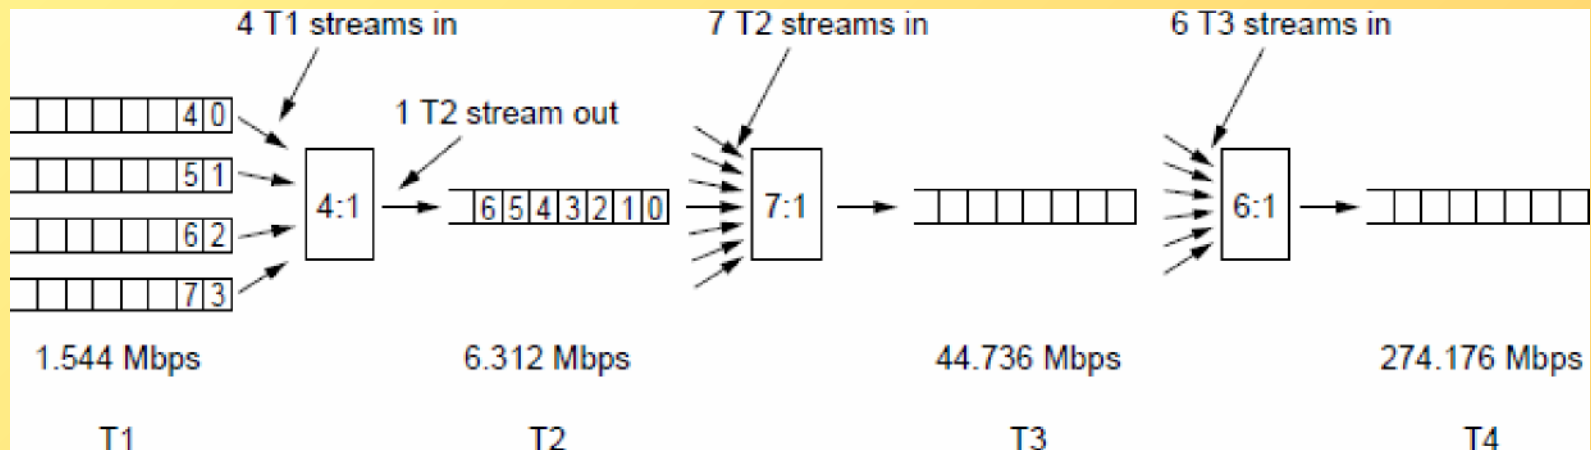 4 T1 streams in
7 T2 streams in
6 T3 streams in
1 T2 stream out
4 0
5 1
6 2
7 3
4:1
6 5 4 3 2 1 0
7:1
6:1
1.544 Mbps
6.312 Mbps
44.736 Mbps
274.176 Mbps
T1
T2
T3
T4